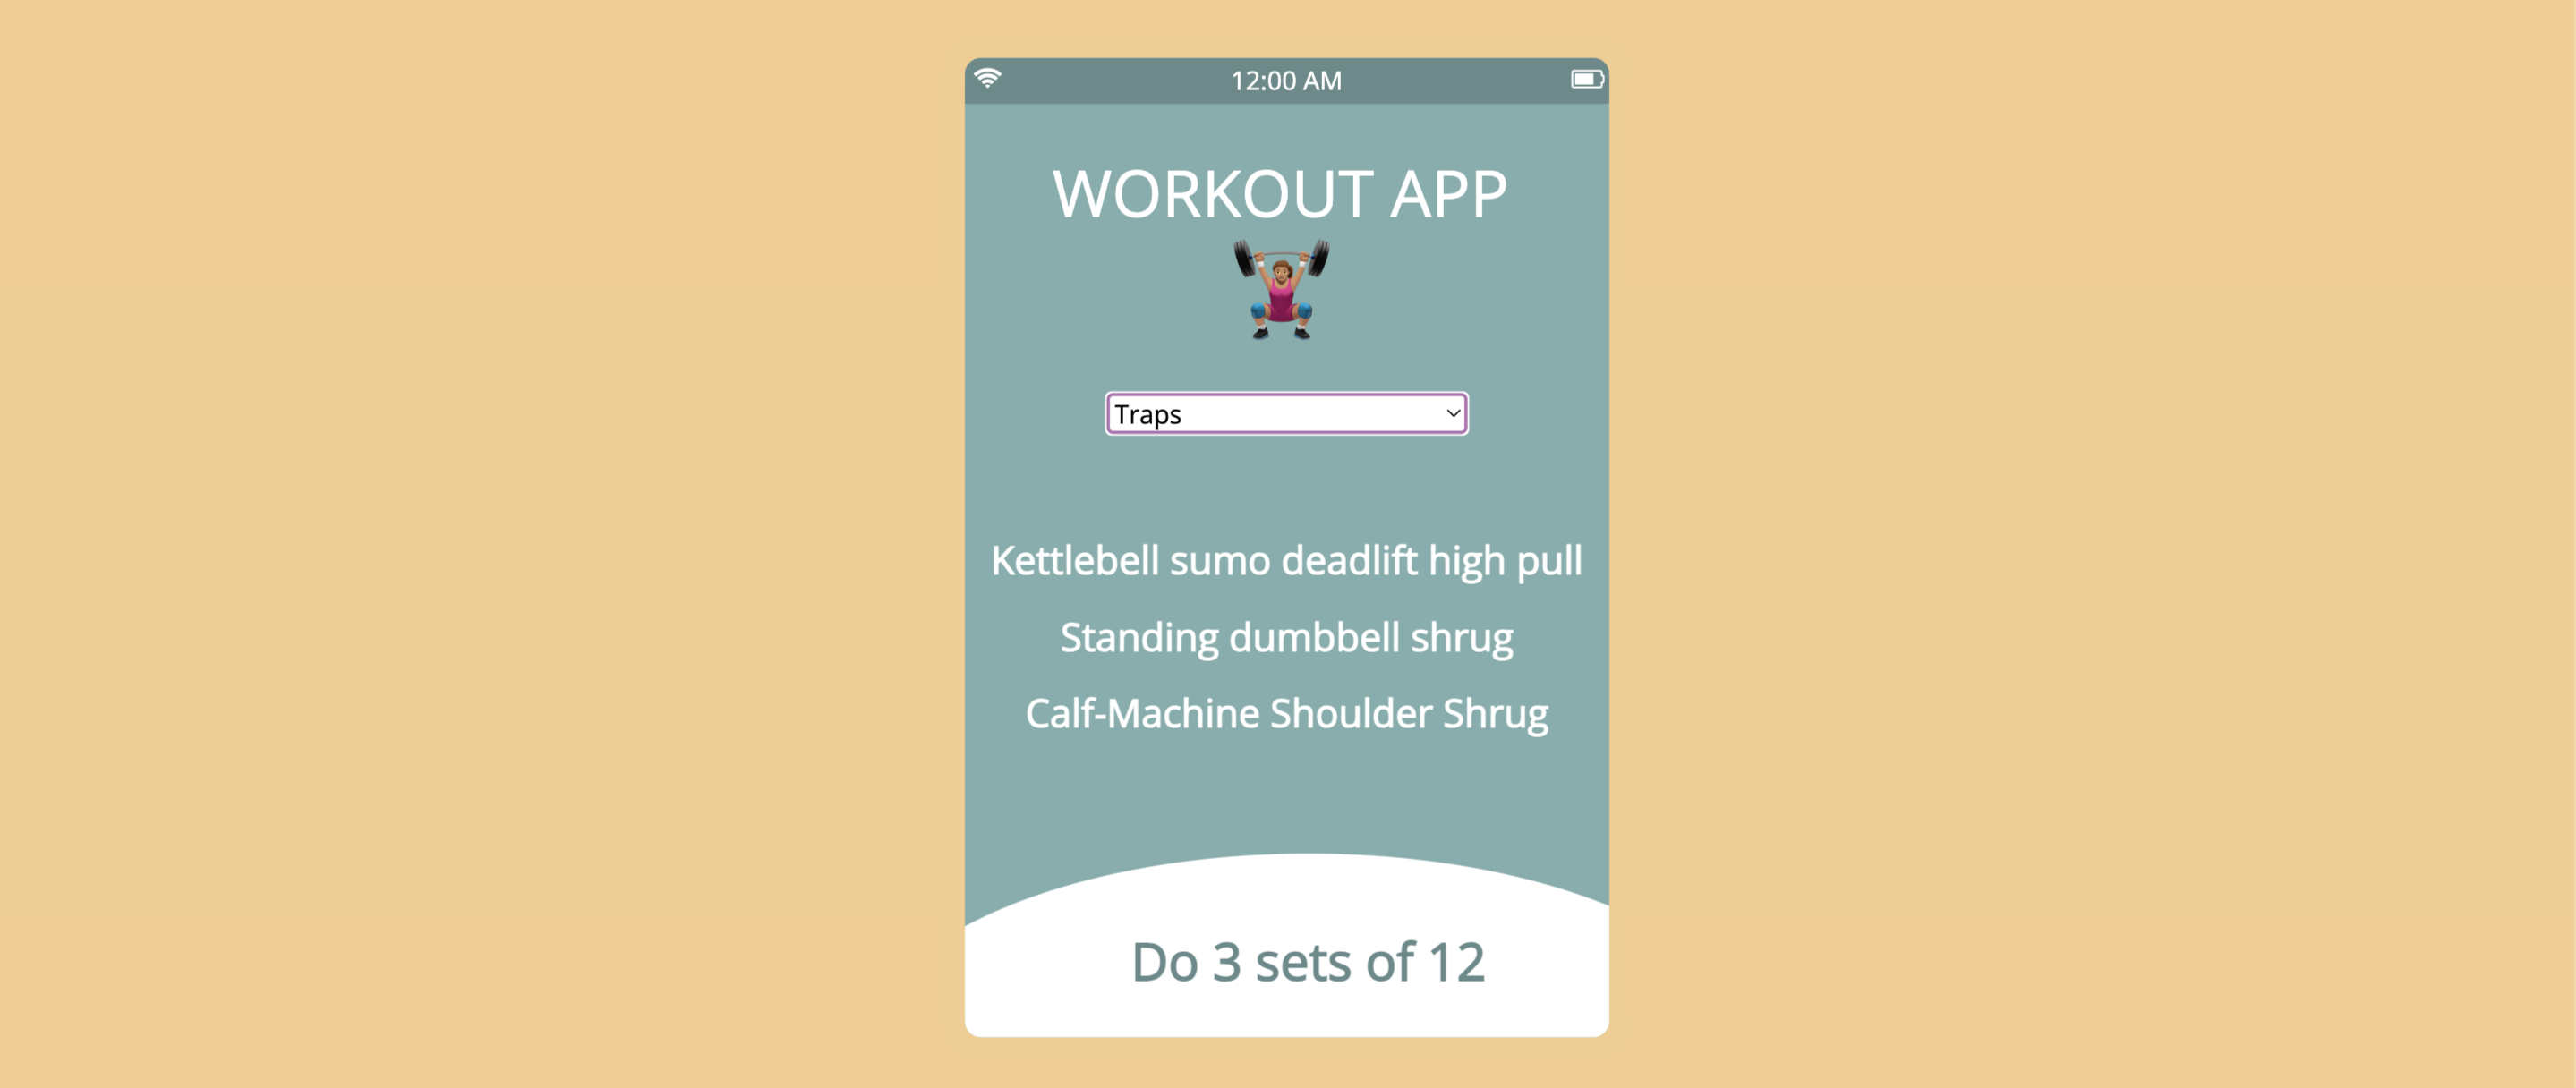 12:00 AM
WORKOUT APP
Traps
Kettlebell sumo deadlift high pull
Standing dumbbell shrug
Calf-Machine Shoulder Shrug
Do 3 sets of 12